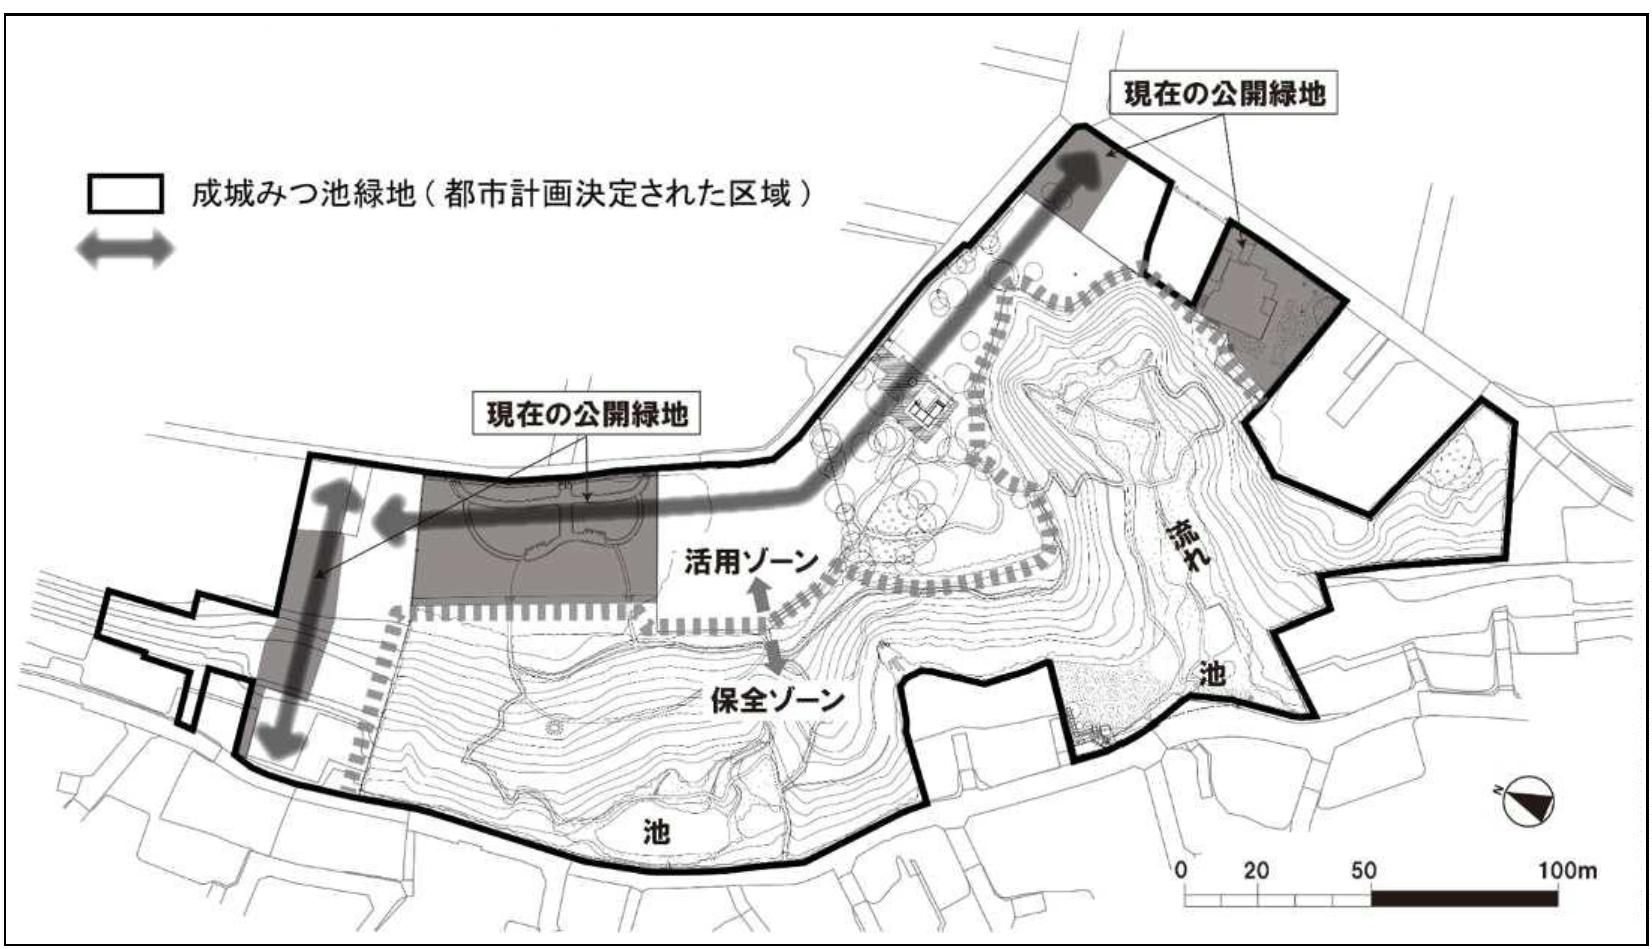 現在の公開緑地
成城みつ池緑地（都市計画決定された区域）
現在の公開緑地
活用ゾーン
流れ
保全ゾーン
池
池
N
0 20 50 100m